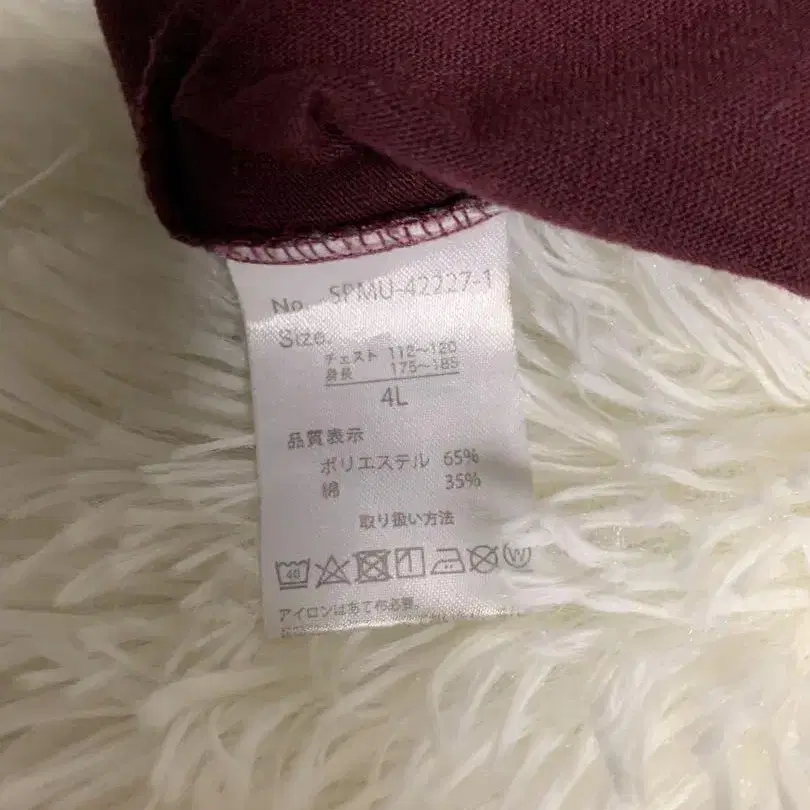 No. SPMU-42227-1
Size.
チェスト 112〜120
身長 175〜185
4L
品質表示
ポリエステル 65%
綿 35%
取り扱い方法
40
W
アイロンはあて布必要。